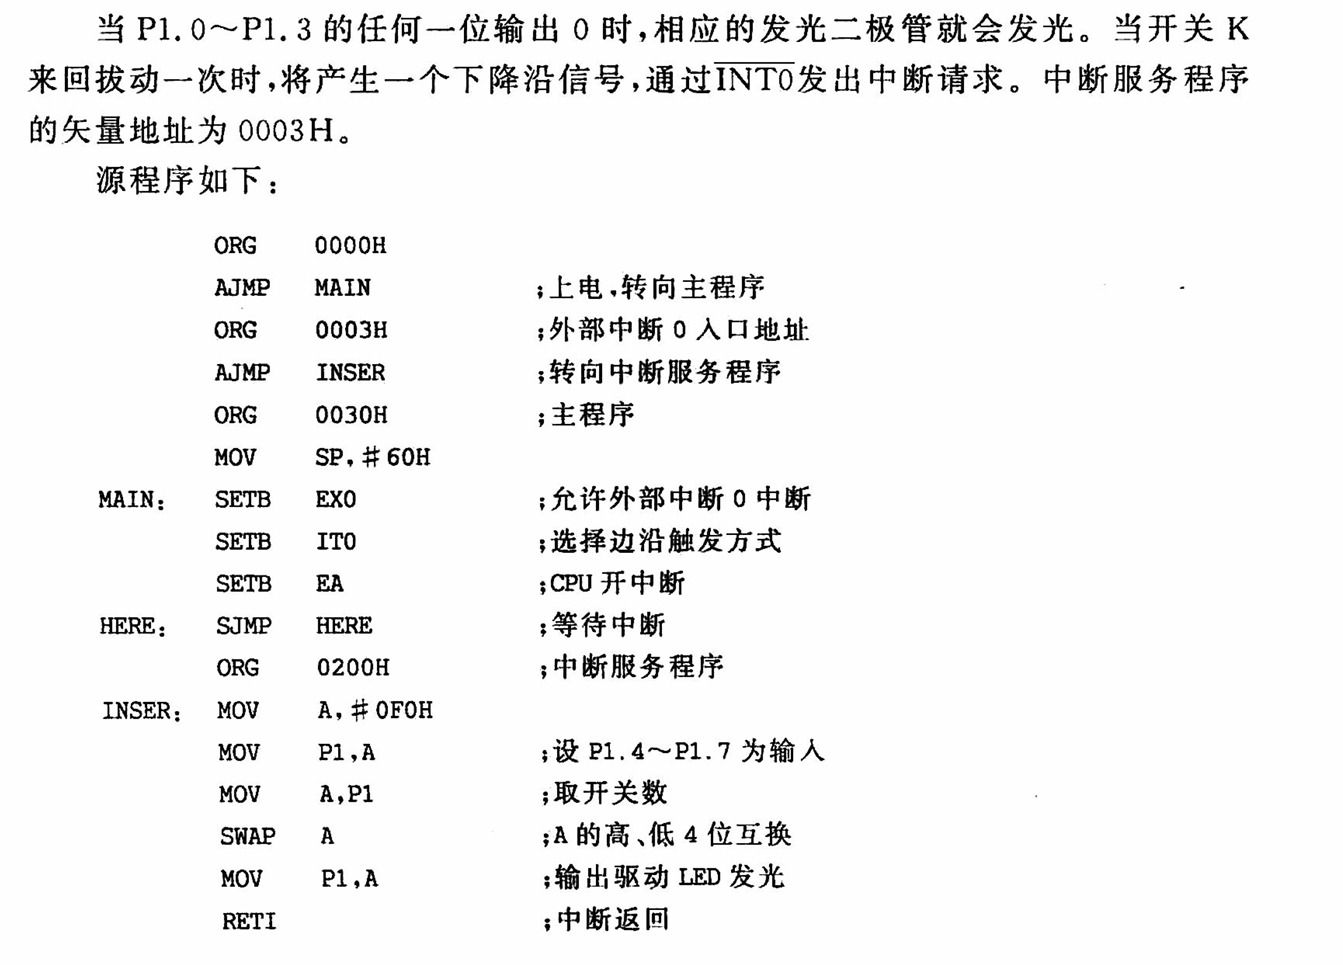 当 P1.0～P1.3 的任何一位输出 0 时,相应的发光二极管就会发光。当开关 K
来回拔动一次时,将产生一个下降沿信号,通过INT0发出中断请求。中断服务程序
的矢量地址为 0003H。
源程序如下:
ORG 0000H
AJMP MAIN ;上电,转向主程序
ORG 0003H ;外部中断 0 入口地址
AJMP INSER ;转向中断服务程序
ORG 0030H ;主程序
MOV SP,#60H
MAIN: SETB EX0 ;允许外部中断 0 中断
SETB IT0 ;选择边沿触发方式
SETB EA ;CPU 开中断
HERE: SJMP HERE ;等待中断
ORG 0200H ;中断服务程序
INSER: MOV A,#0F0H
MOV P1,A ;设 P1.4～P1.7 为输入
MOV A,P1 ;取开关数
SWAP A ;A 的高、低 4 位互换
MOV P1,A ;输出驱动 LED 发光
RETI ;中断返回